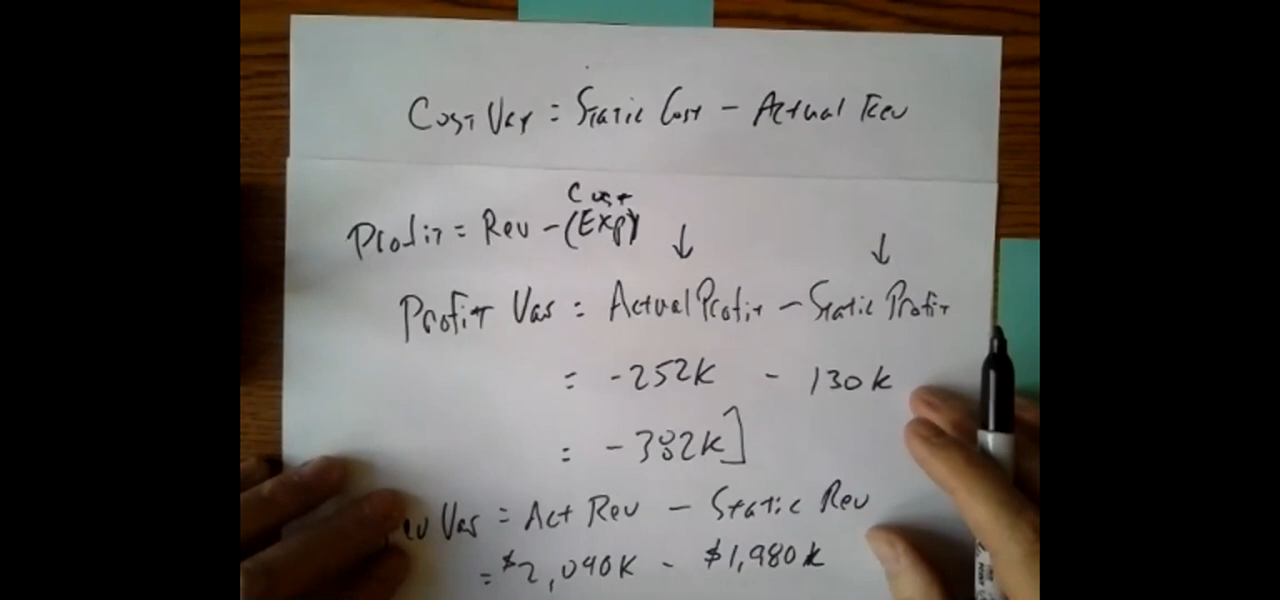 Cost Var = Static Cost - Actual Rev
Cost
Profit = Rev - (Exp)
Profit Var = Actual Profit - Static Profit
= -252K - 130K
= -382K]
ev Var = Act Rev - Static Rev
= $2,040K - $1,980K